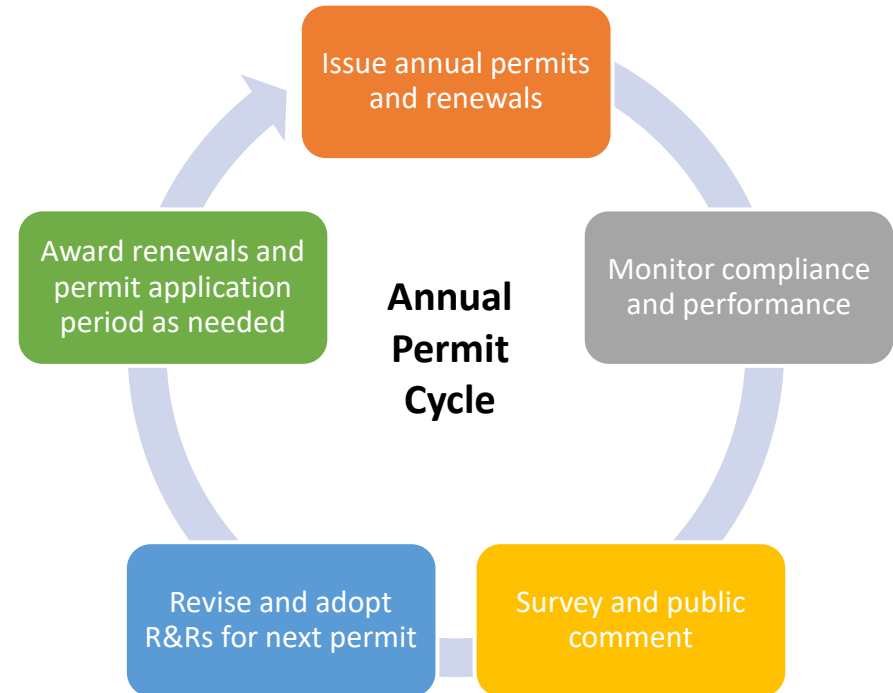 Issue annual permits
and renewals
Monitor compliance
and performance
Survey and public
comment
Revise and adopt
R&Rs for next permit
Award renewals and
permit application
period as needed
Annual
Permit
Cycle